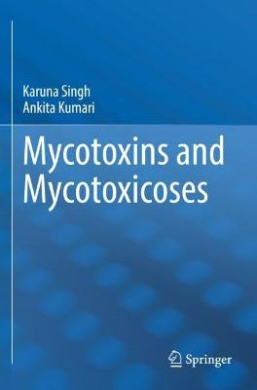 Karuna Singh
Ankita Kumari
Mycotoxins and
Mycotoxicoses
Springer